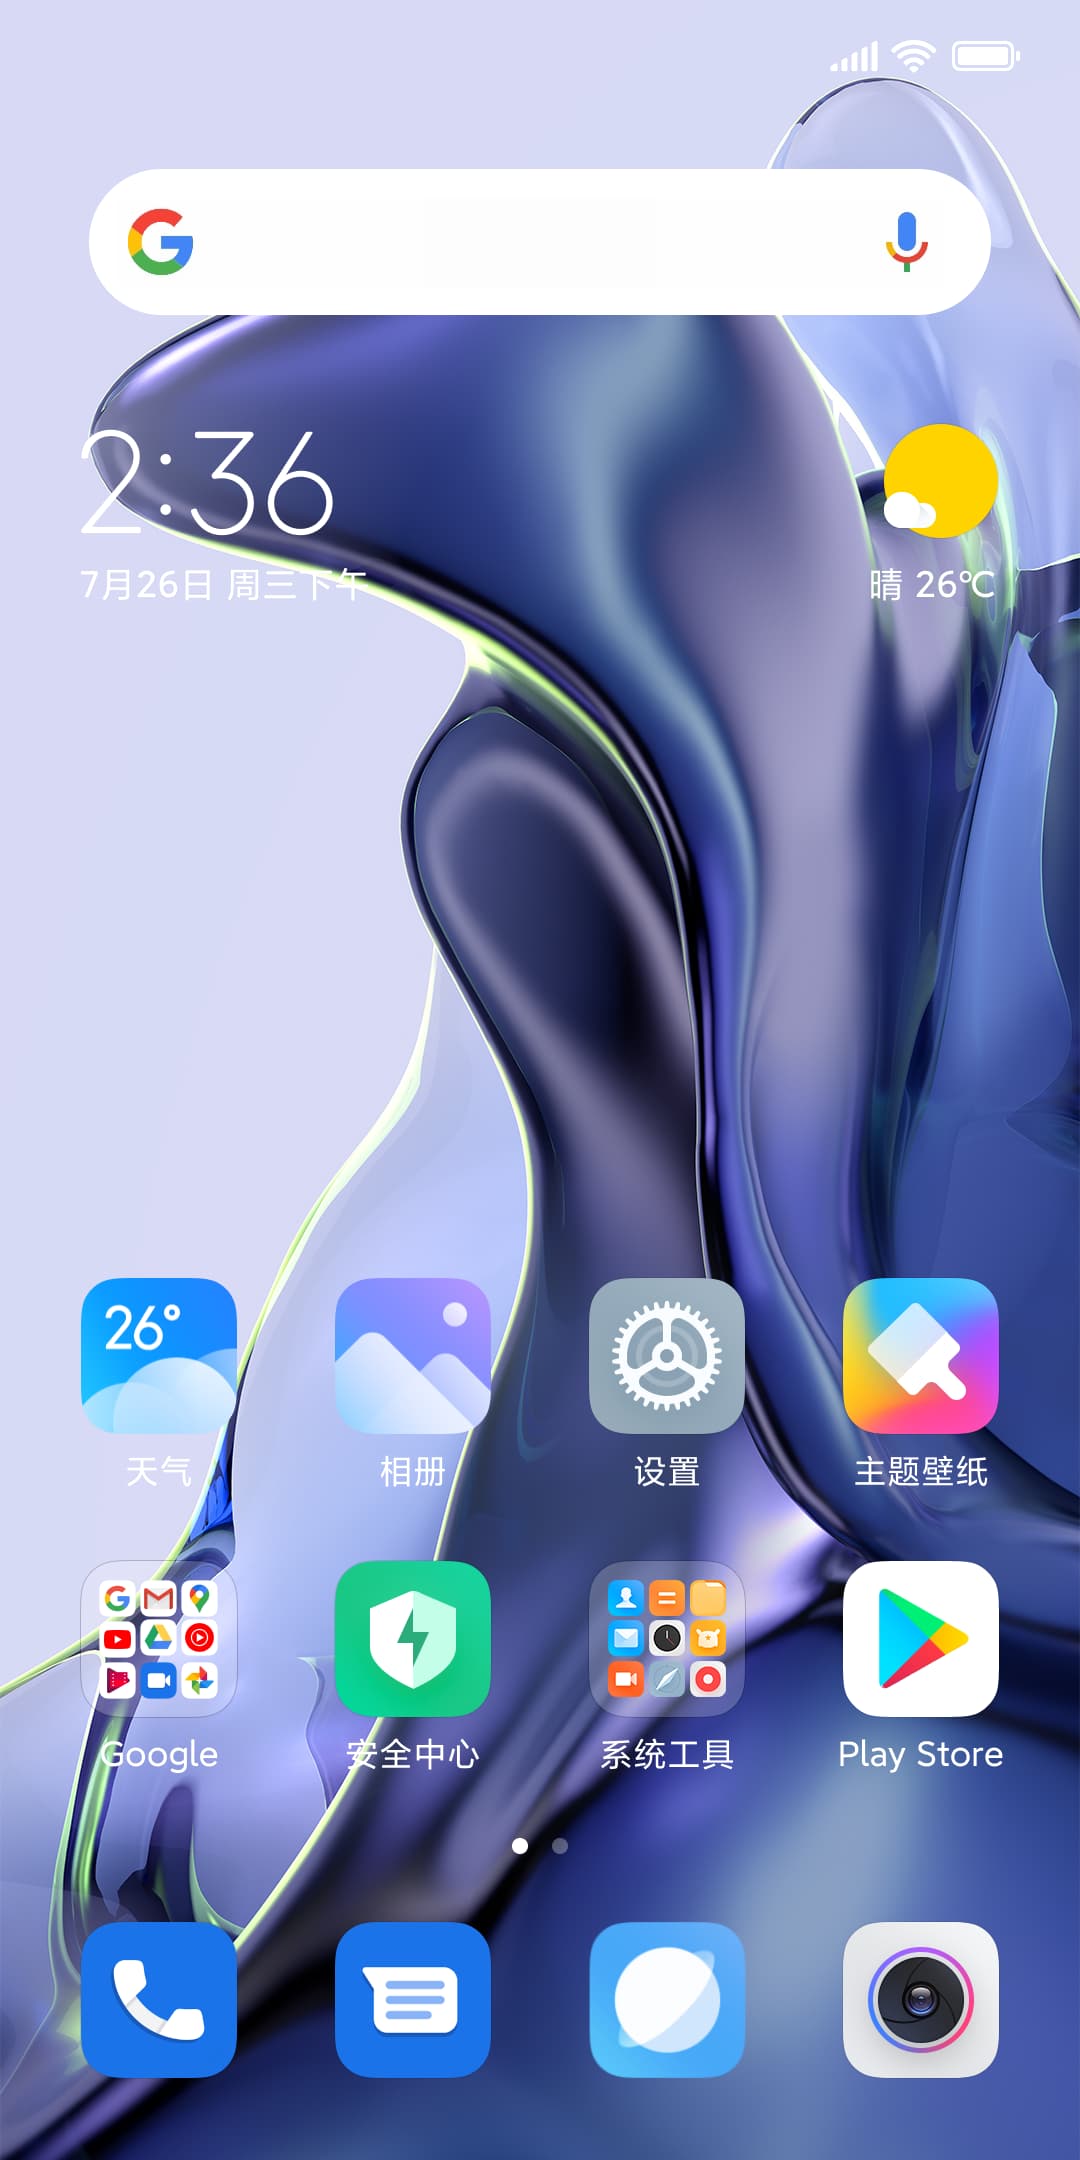 2:36
7月26日 周三下午
晴 26℃
26°
天气
相册
设置
主题壁纸
Google
安全中心
系统工具
Play Store